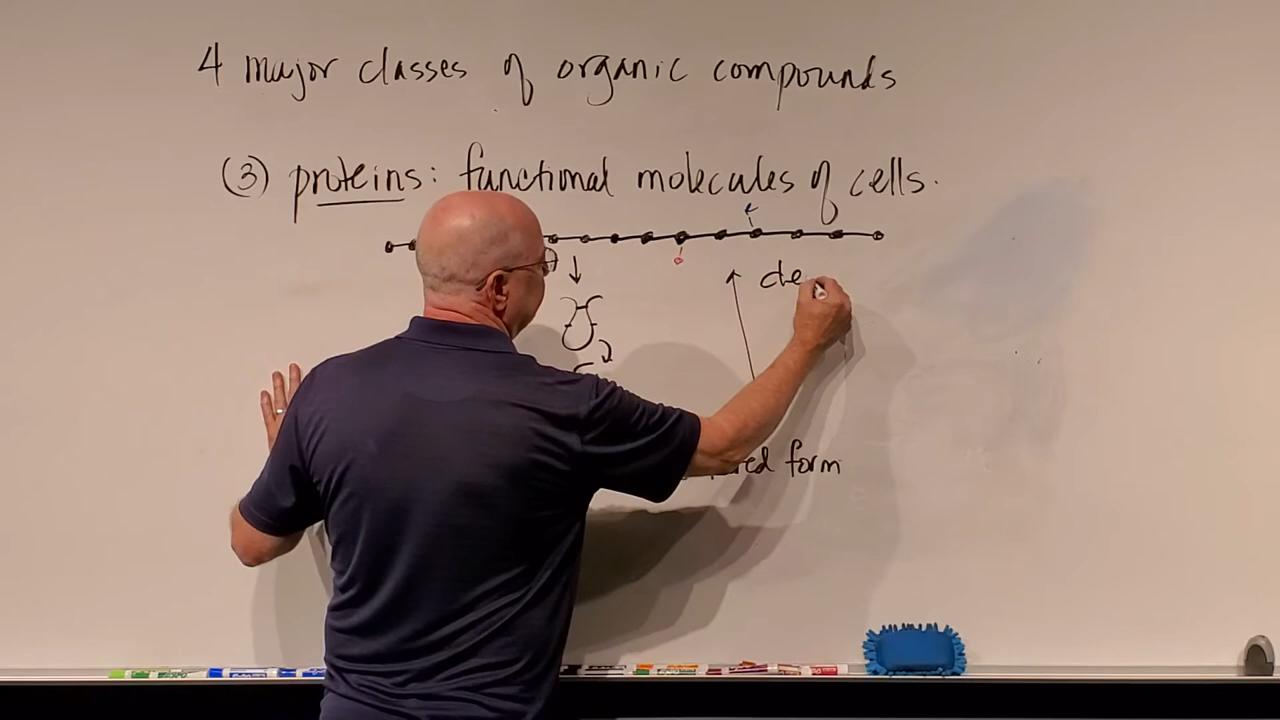 4 major classes of organic compounds
(3) proteins: functional molecules of cells.
de
form